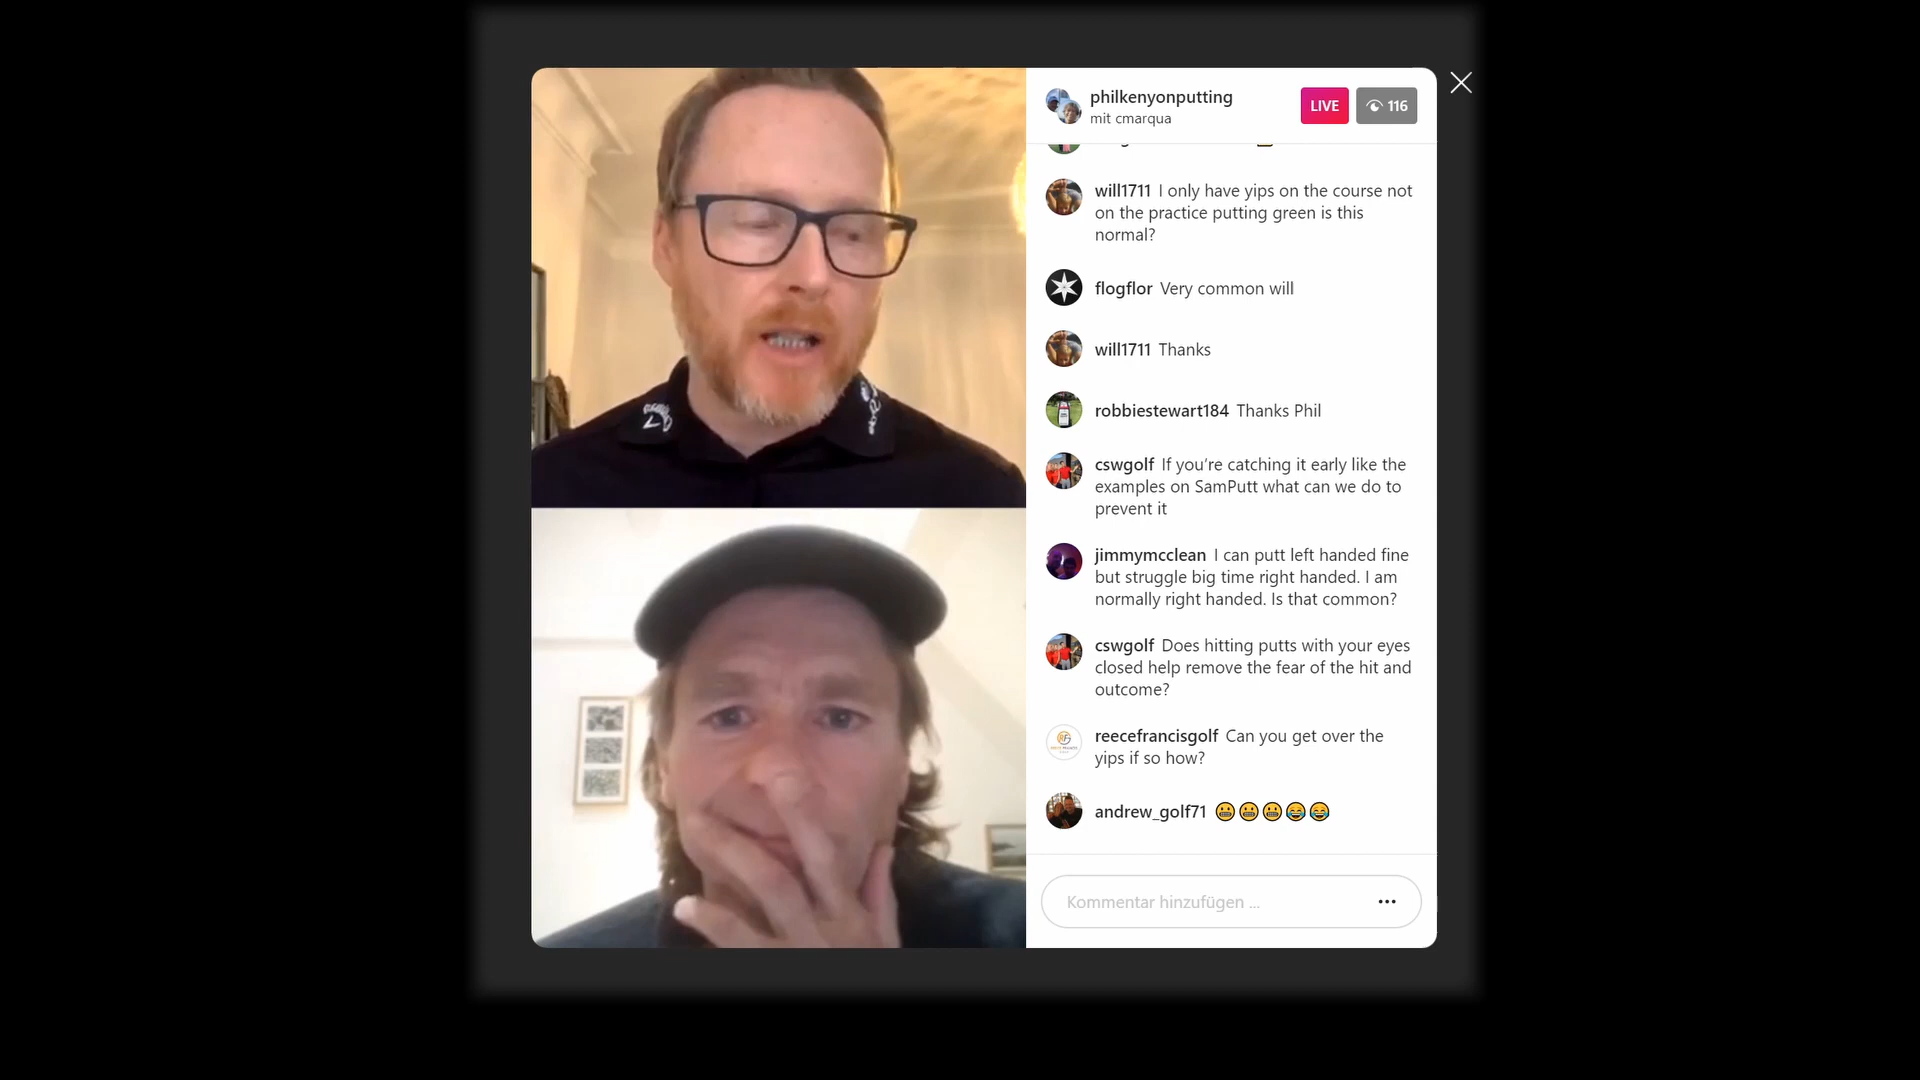 philkenyonputting
mit cmarqua
LIVE
116
will1711 I only have yips on the course not
on the practice putting green is this
normal?
flogflor Very common will
will1711 Thanks
robbiestewart184 Thanks Phil
cswgolf If you're catching it early like the
examples on SamPutt what can we do to
prevent it
jimmymcclean I can putt left handed fine
but struggle big time right handed. I am
normally right handed. Is that common?
cswgolf Does hitting putts with your eyes
closed help remove the fear of the hit and
outcome?
reecefrancisgolf Can you get over the
yips if so how?
andrew_golf71 😬😬😬😂😂
Kommentar hinzufügen ...